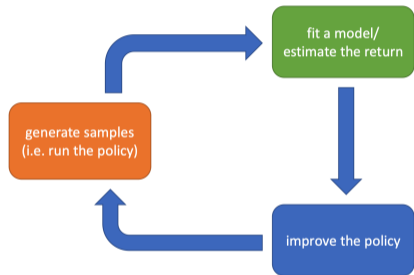 fit a model/
estimate the return
generate samples
(i.e. run the policy)
improve the policy